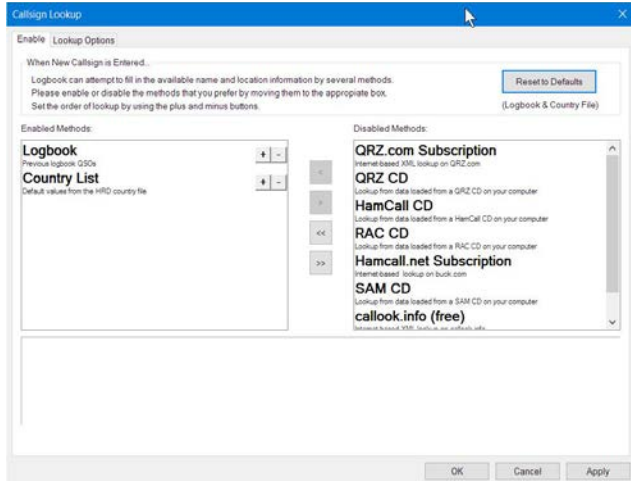 Callsign Lookup
Enable Lookup Options
When New Callsign is Entered...
Logbook can attempt to fill in the available name and location information by several methods.
Please enable or disable the methods that you prefer by moving them to the appropiate box.
Set the order of lookup by using the plus and minus buttons.
Reset to Defaults
(Logbook & Country File)
Enabled Methods:
Logbook
Previous logbook QSOs
+ -
Country List
Default values from the HRD country file
+ -
<
>
<<
>>
Disabled Methods:
QRZ.com Subscription
Internet-based XML lookup on QRZ.com
QRZ CD
Lookup from data loaded from a QRZ CD on your computer
HamCall CD
Lookup from data loaded from a HamCall CD on your computer
RAC CD
Lookup from data loaded from a RAC CD on your computer
Hamcall.net Subscription
Internet-based lookup on buck.com
SAM CD
Lookup from data loaded from a SAM CD on your computer
callook.info (free)
Internet-based XML lookup on callook.info
OK Cancel Apply